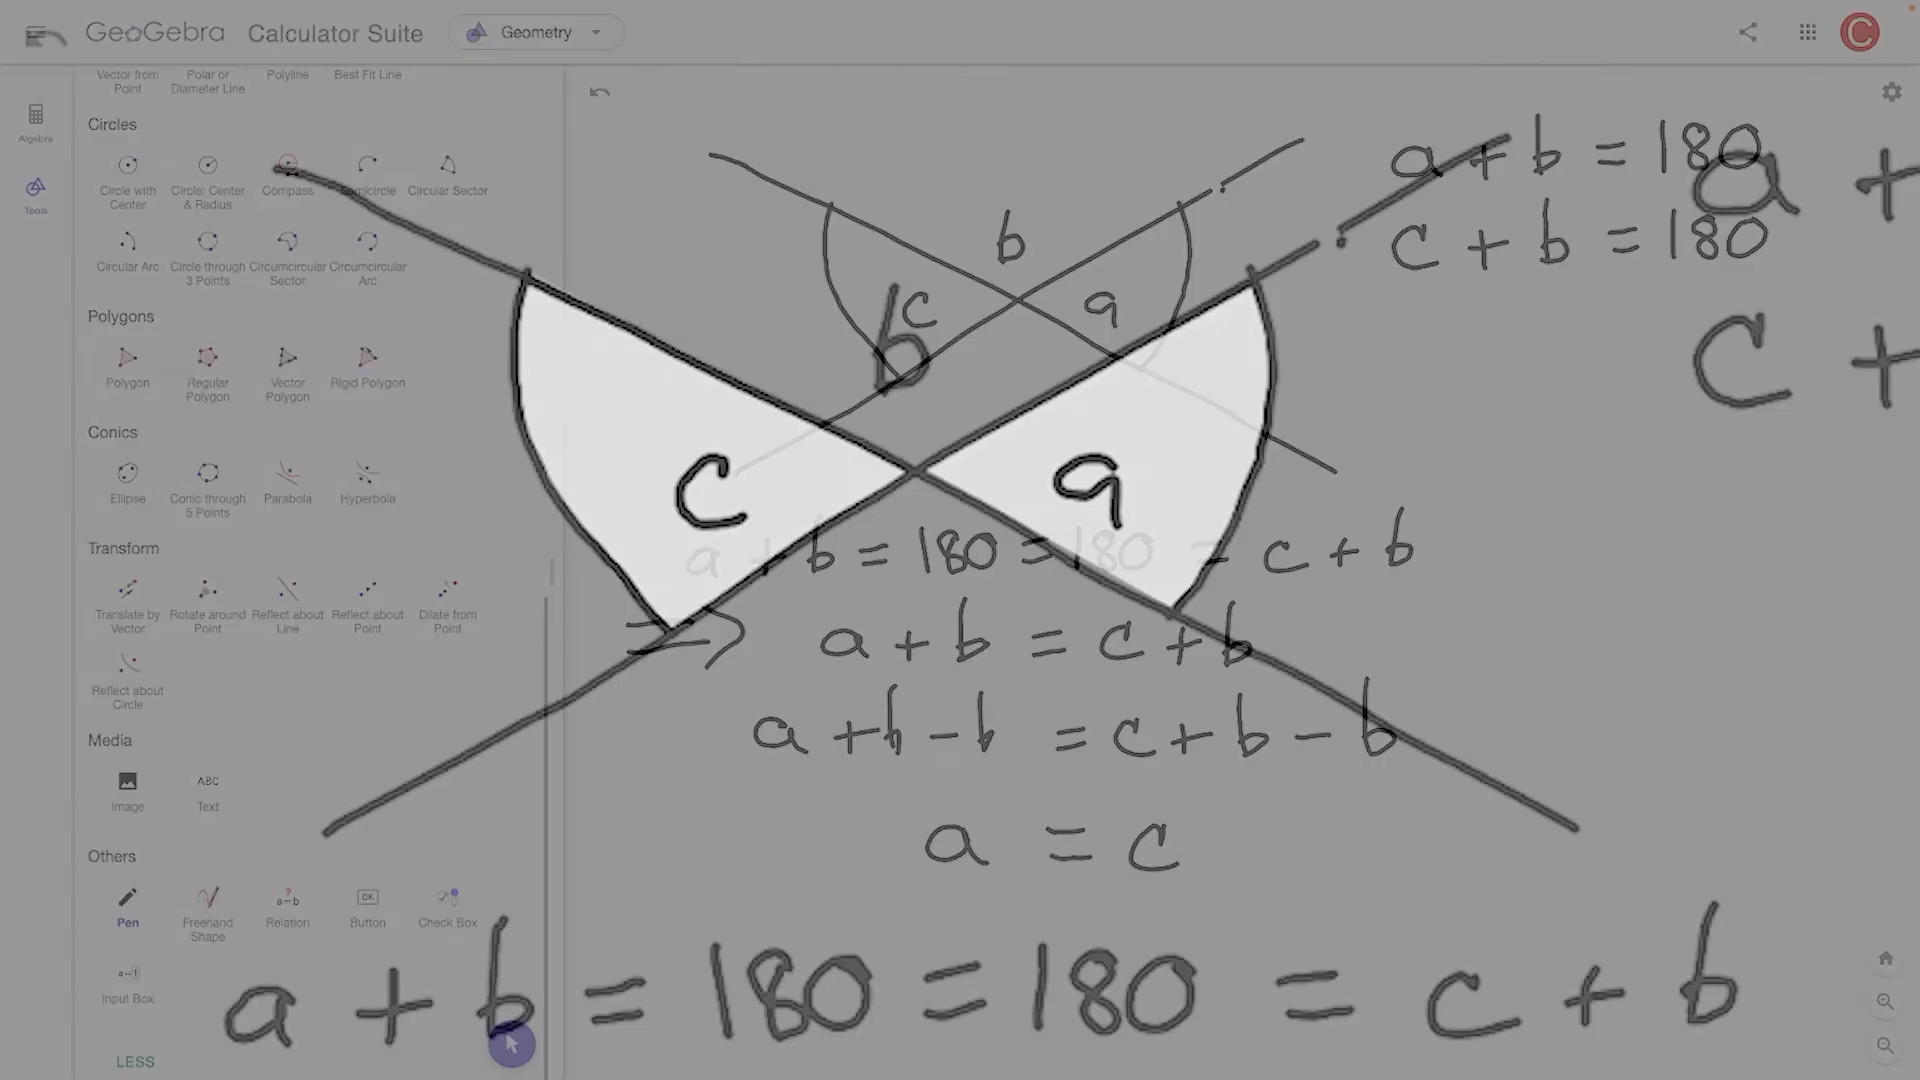 GeoGebra Calculator Suite Geometry
Algebra
Tools
Vector from Point
Polar or Diameter Line
Polyline
Best Fit Line
Circles
Circle with Center
Circle: Center & Radius
Compass
Semicircle
Circular Sector
Circular Arc
Circle through 3 Points
Circumcircular Sector
Circumcircular Arc
Polygons
Polygon
Regular Polygon
Vector Polygon
Rigid Polygon
Conics
Ellipse
Conic through 5 Points
Parabola
Hyperbola
Transform
Translate by Vector
Rotate around Point
Reflect about Line
Reflect about Point
Dilate from Point
Reflect about Circle
Media
Image
ABC
Text
Others
Pen
Freehand Shape
a=b
Relation
OK
Button
Check Box
a=1
Input Box
LESS
C
b
c
a
b
c
a
a + b = 180
c + b = 180
a +
c +
a + b = 180 = 180 = c + b
⇒ a + b = c + b
a + b - b = c + b - b
a = c
a + b = 180 = 180 = c + b